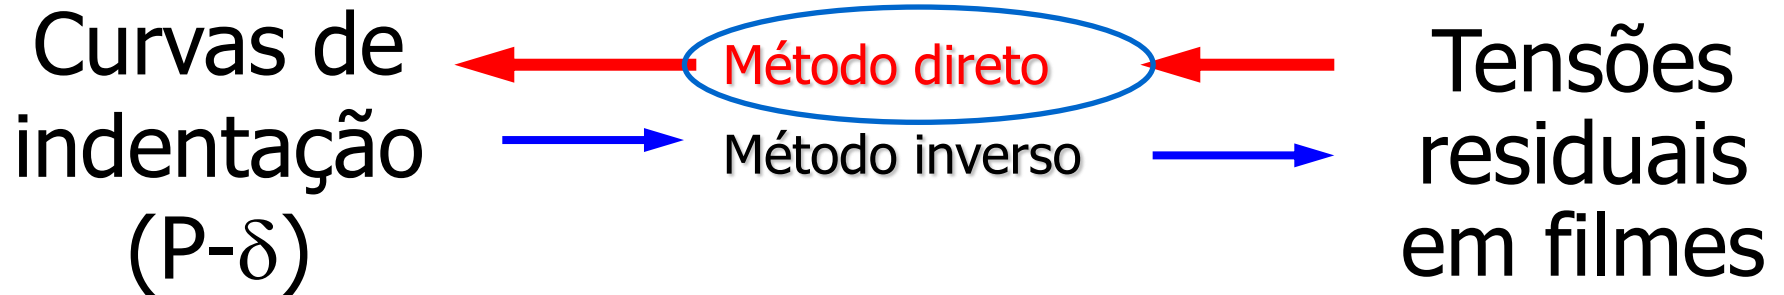 Curvas de
indentação
(P-δ)
Método direto
Método inverso
Tensões
residuais
em filmes